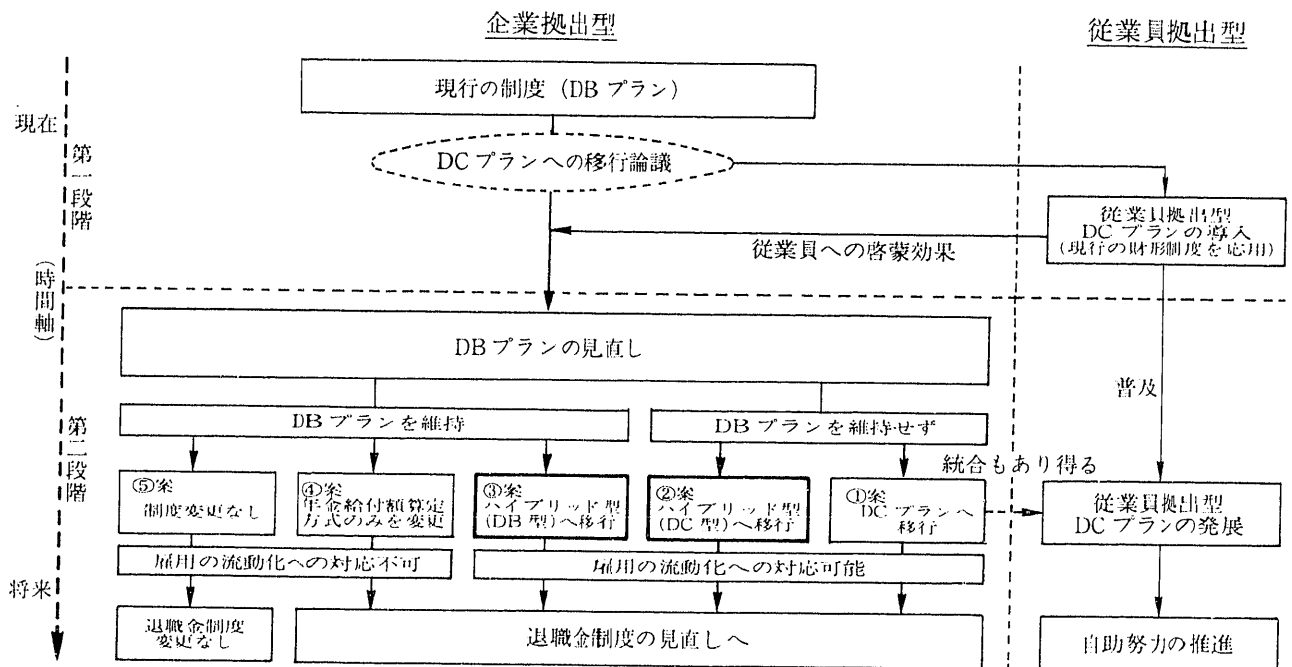 企業拠出型
従業員拠出型
現行の制度（DB プラン）
現在
DC プランへの移行論議
第一段階
従業員拠出型
DC プランの導入
(現行の財形制度を応用)
従業員への啓蒙効果
(時間軸)
DB プランの見直し
普及
第二段階
DB プランを維持
DB プランを維持せず
統合もあり得る
⑤案
制度変更なし
④案
年金給付額算定
方式のみを変更
③案
ハイブリッド型
(DB 型)へ移行
②案
ハイブリッド型
(DC 型)へ移行
①案
DC プランへ
移行
従業員拠出型
DC プランの発展
雇用の流動化への対応不可
雇用の流動化への対応可能
将来
退職金制度
変更なし
退職金制度の見直しへ
自助努力の推進